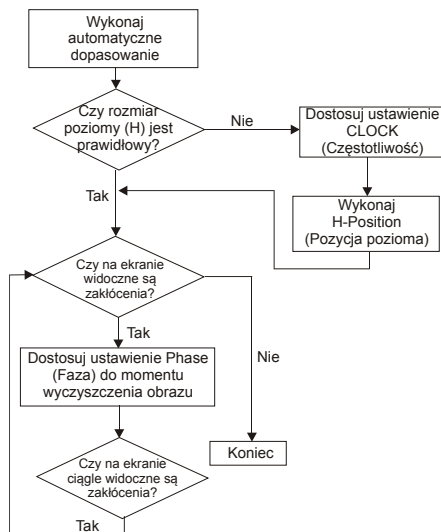 Wykonaj
automatyczne
dopasowanie
Czy rozmiar
poziomy (H) jest
prawidłowy?
Nie
Dostosuj ustawienie
CLOCK
(Częstotliwość)
Tak
Wykonaj
H-Position
(Pozycja pozioma)
Czy na ekranie
widoczne są
zakłócenia?
Tak
Nie
Dostosuj ustawienie Phase
(Faza) do momentu
wyczyszczenia obrazu
Koniec
Czy na ekranie
ciągle widoczne są
zakłócenia?
Tak